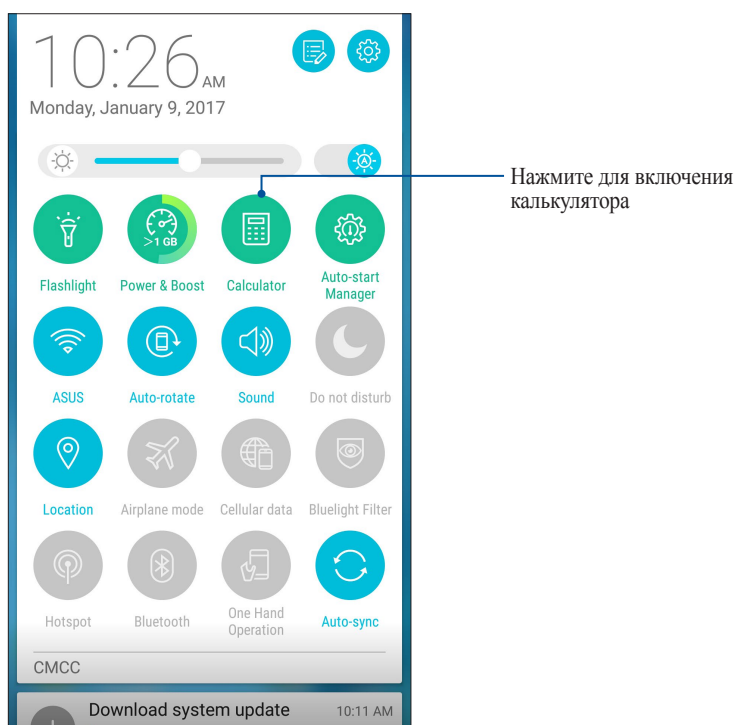 10:26 AM
Monday, January 9, 2017
A
Нажмите для включения
калькулятора
>1 GB
Flashlight
Power & Boost
Calculator
Auto-start
Manager
ASUS
Auto-rotate
Sound
Do not disturb
Location
Airplane mode
Cellular data
Bluelight Filter
Hotspot
Bluetooth
One Hand
Operation
Auto-sync
CMCC
Download system update
10:11 AM